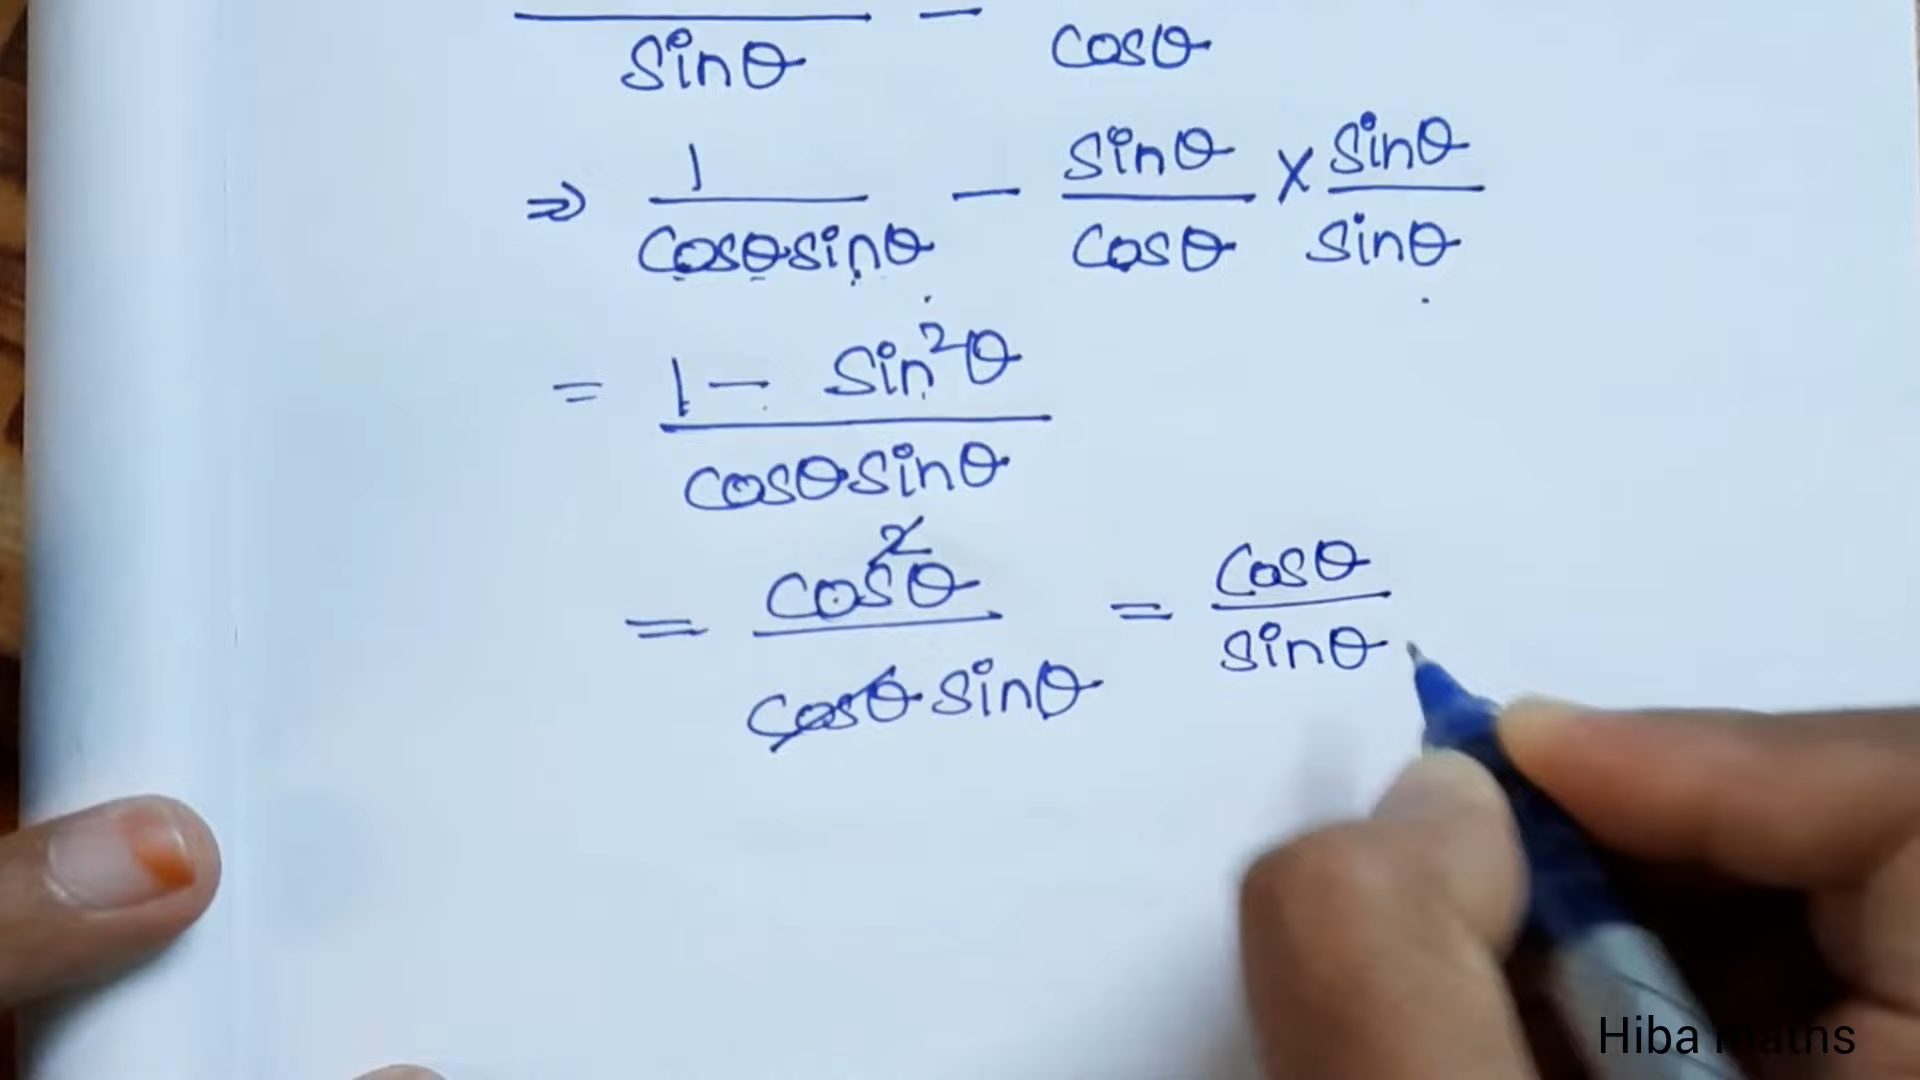 sinθ − cosθ
⇒ 1/cosθsinθ − sinθ/cosθ × sinθ/sinθ
= 1 − sin²θ/cosθsinθ
= cos²θ/cosθ sinθ = cosθ/sinθ
Hiba